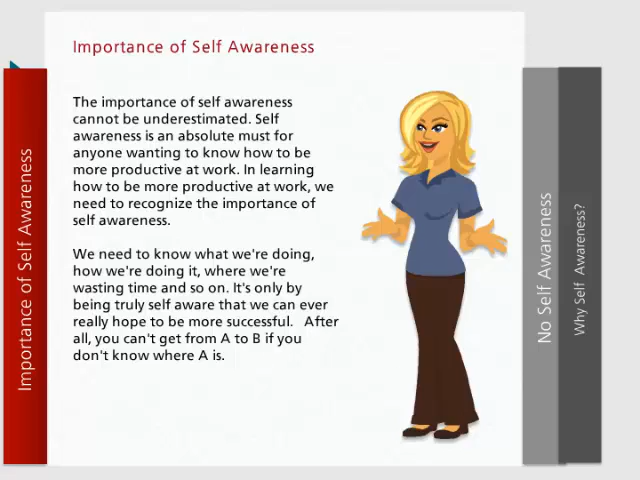 Importance of Self Awareness
The importance of self awareness
cannot be underestimated. Self
awareness is an absolute must for
anyone wanting to know how to be
more productive at work. In learning
how to be more productive at work, we
need to recognize the importance of
self awareness.
We need to know what we're doing,
how we're doing it, where we're
wasting time and so on. It's only by
being truly self aware that we can ever
really hope to be more successful.   After
all, you can't get from A to B if you
don't know where A is.
Importance of Self Awareness
No Self Awareness
Why Self  Awareness?